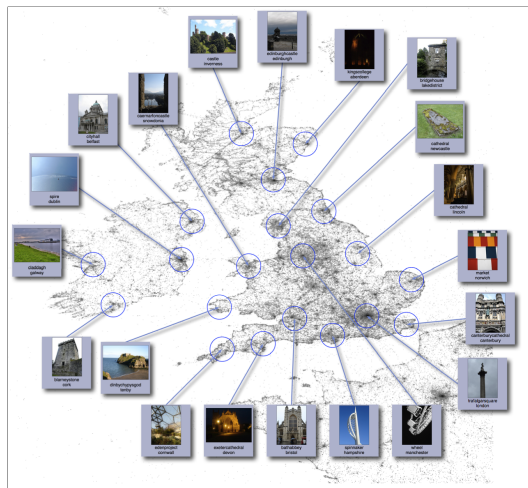 castle
inverness
edinburghcastle
edinburgh
kingscollege
aberdeen
bridgehouse
lakedistrict
caernarfoncastle
snowdonia
cityhall
belfast
cathedral
newcastle
spire
dublin
cathedral
lincoln
claddagh
galway
market
norwich
blarneystone
cork
dinbychypysgod
tenby
canterburycathedral
canterbury
trafalgarsquare
london
edenproject
cornwall
exetercathedral
devon
bathabbey
bristol
spinnaker
hampshire
wheel
manchester